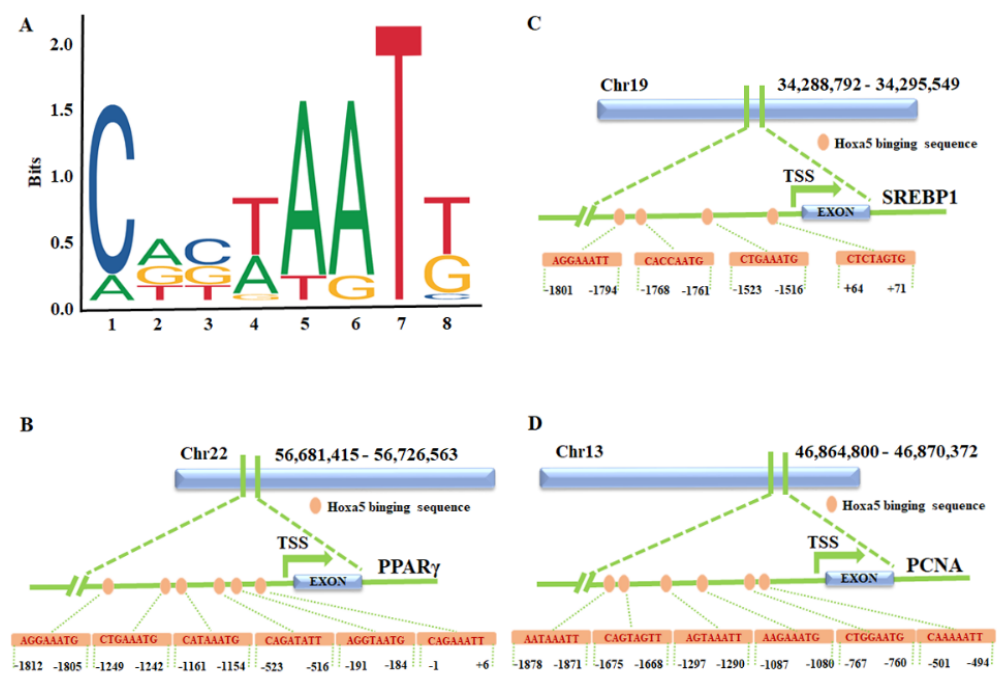 A
Bits
2.0
1.5
1.0
0.5
0.0
C A
A G T
C G T
T A G
A T
A G
T
T G C
1 2 3 4 5 6 7 8
C
Chr19 34,288,792 - 34,295,549
Hoxa5 binging sequence
TSS
EXON
SREBP1
AGGAAATT CACCAATG CTGAAATG CTCTAGTG
-1801 -1794 -1768 -1761 -1523 -1516 +64 +71
B
Chr22 56,681,415 - 56,726,563
Hoxa5 binging sequence
TSS
EXON
PPARγ
AGGAAATG CTGAAATG CATAAATG CAGATATT AGGTAATG CAGAAATT
-1812 -1805 -1249 -1242 -1161 -1154 -523 -516 -191 -184 -1 +6
D
Chr13 46,864,800 - 46,870,372
Hoxa5 binging sequence
TSS
EXON
PCNA
AATAAATT CAGTAGTT AGTAAATT AAGAAATG CTGGAATG CAAAAATT
-1878 -1871 -1675 -1668 -1297 -1290 -1087 -1080 -767 -760 -501 -494